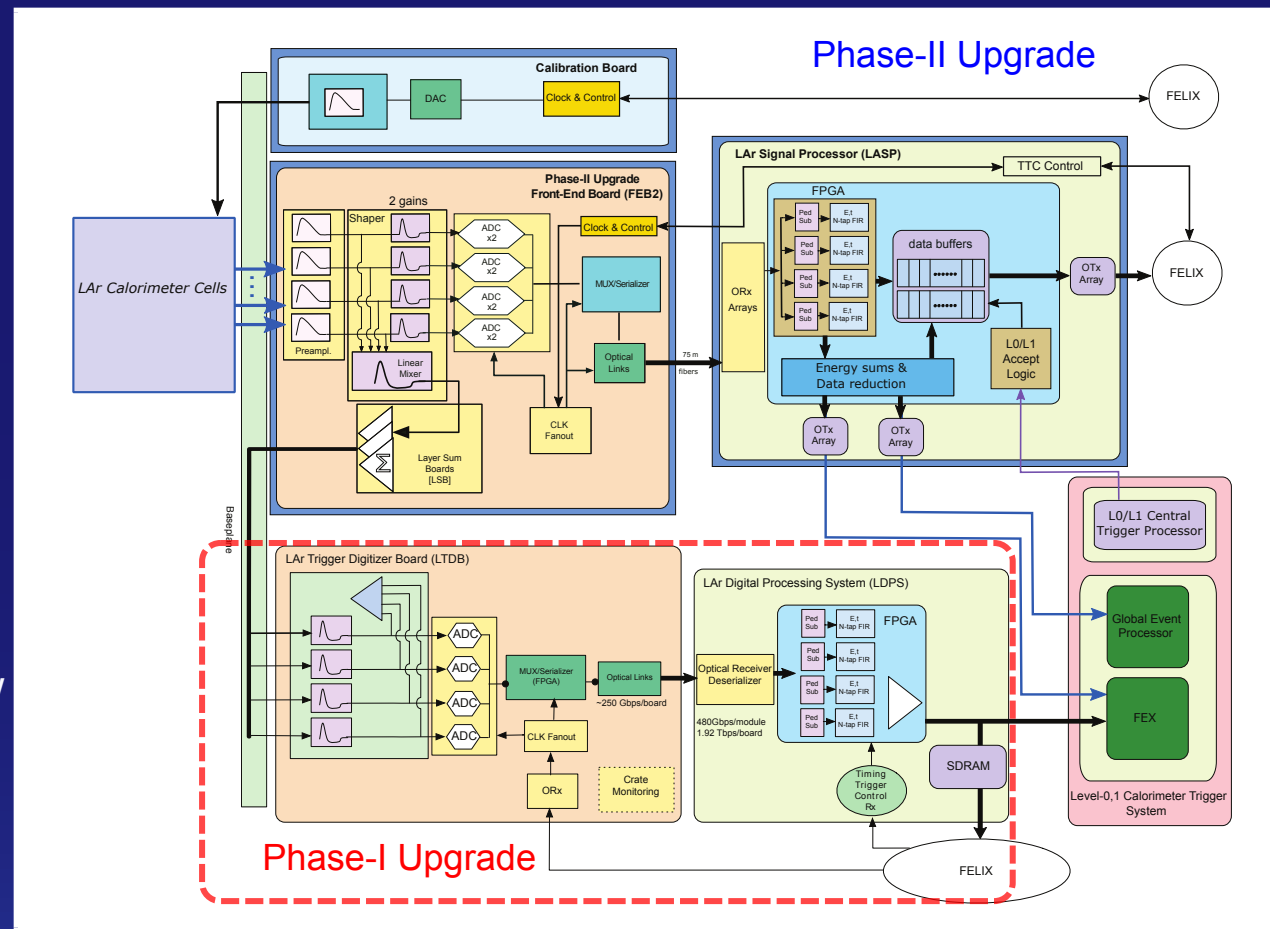 Phase-II Upgrade
Calibration Board
DAC
Clock & Control
FELIX
LAr Calorimeter Cells
Phase-II Upgrade
Front-End Board (FEB2)
2 gains
Shaper
Preampl.
ADC
x2
ADC
x2
ADC
x2
ADC
x2
Clock & Control
MUX/Serializer
Optical
Links
Linear
Mixer
CLK
Fanout
Layer Sum
Boards
[LSB]
Σ
75 m
fibers
LAr Signal Processor (LASP)
TTC Control
FPGA
ORx
Arrays
Ped
Sub
E,t
N-tap FIR
Ped
Sub
E,t
N-tap FIR
Ped
Sub
E,t
N-tap FIR
Ped
Sub
E,t
N-tap FIR
data buffers
••••••
••••••
L0/L1
Accept
Logic
Energy sums &
Data reduction
OTx
Array
OTx
Array
OTx
Array
FELIX
Baseplane
L0/L1 Central
Trigger Processor
Global Event
Processor
FEX
Level-0,1 Calorimeter Trigger
System
LAr Trigger Digitizer Board (LTDB)
ADC
ADC
ADC
ADC
MUX/Serializer
(FPGA)
Optical Links
~250 Gbps/board
CLK Fanout
ORx
Crate
Monitoring
LAr Digital Processing System (LDPS)
Optical Receiver
Deserializer
480Gbps/module
1.92 Tbps/board
FPGA
Ped
Sub
E,t
N-tap FIR
Ped
Sub
E,t
N-tap FIR
Ped
Sub
E,t
N-tap FIR
Ped
Sub
E,t
N-tap FIR
Timing
Trigger
Control
Rx
SDRAM
FELIX
Phase-I Upgrade